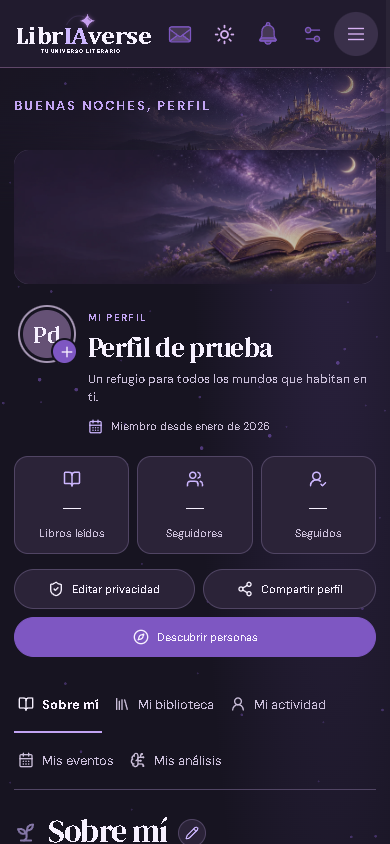 LibrIAverse
TU UNIVERSO LITERARIO
BUENAS NOCHES, PERFIL
Pd
MI PERFIL
Perfil de prueba
Un refugio para todos los mundos que habitan en
ti.
Miembro desde enero de 2026
— — —
Libros leídos Seguidores Seguidos
Editar privacidad Compartir perfil
Descubrir personas
Sobre mí Mi biblioteca Mi actividad
Mis eventos Mis análisis
Sobre mí